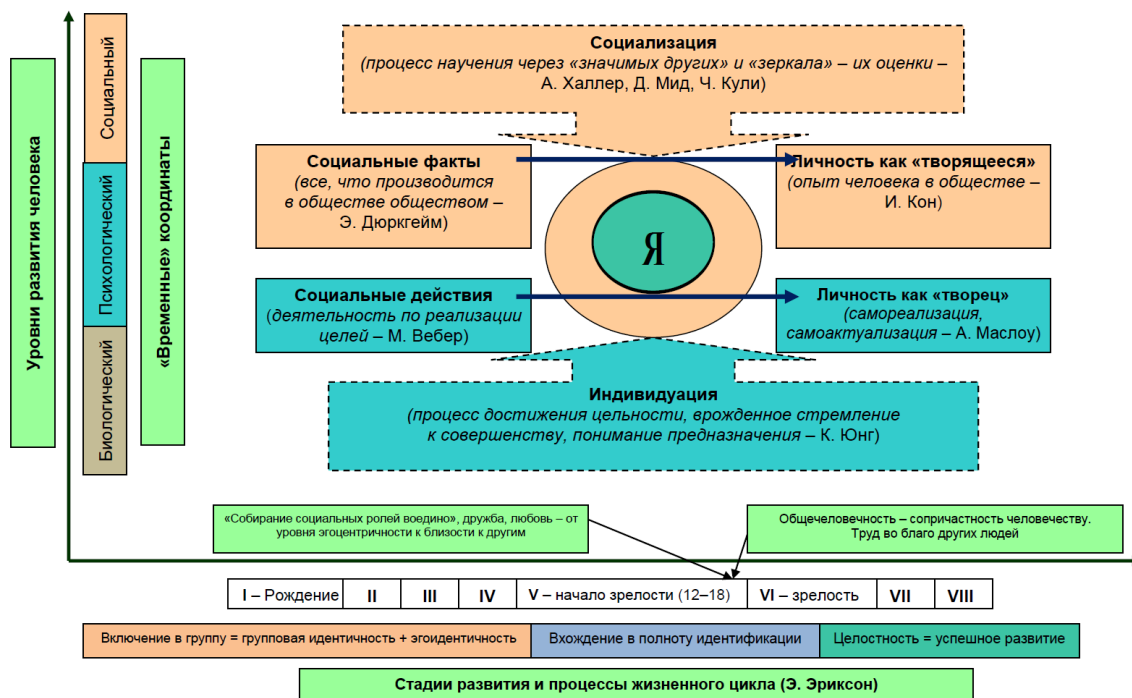 Уровни развития человека
Социальный
Психологический
Биологический
«Временные» координаты
Социализация
(процесс научения через «значимых других» и «зеркала» – их оценки –
А. Халлер, Д. Мид, Ч. Кули)
Социальные факты
(все, что производится
в обществе обществом –
Э. Дюркгейм)
Личность как «творящееся»
(опыт человека в обществе –
И. Кон)
Я
Социальные действия
(деятельность по реализации
целей – М. Вебер)
Личность как «творец»
(самореализация,
самоактуализация – А. Маслоу)
Индивидуация
(процесс достижения цельности, врожденное стремление
к совершенству, понимание предназначения – К. Юнг)
«Собирание социальных ролей воедино», дружба, любовь – от
уровня эгоцентричности к близости к другим
Общечеловечность – сопричастность человечеству.
Труд во благо других людей
I – Рождение
II
III
IV
V – начало зрелости (12–18)
VI – зрелость
VII
VIII
Включение в группу = групповая идентичность + эгоидентичность
Вхождение в полноту идентификации
Целостность = успешное развитие
Стадии развития и процессы жизненного цикла (Э. Эриксон)